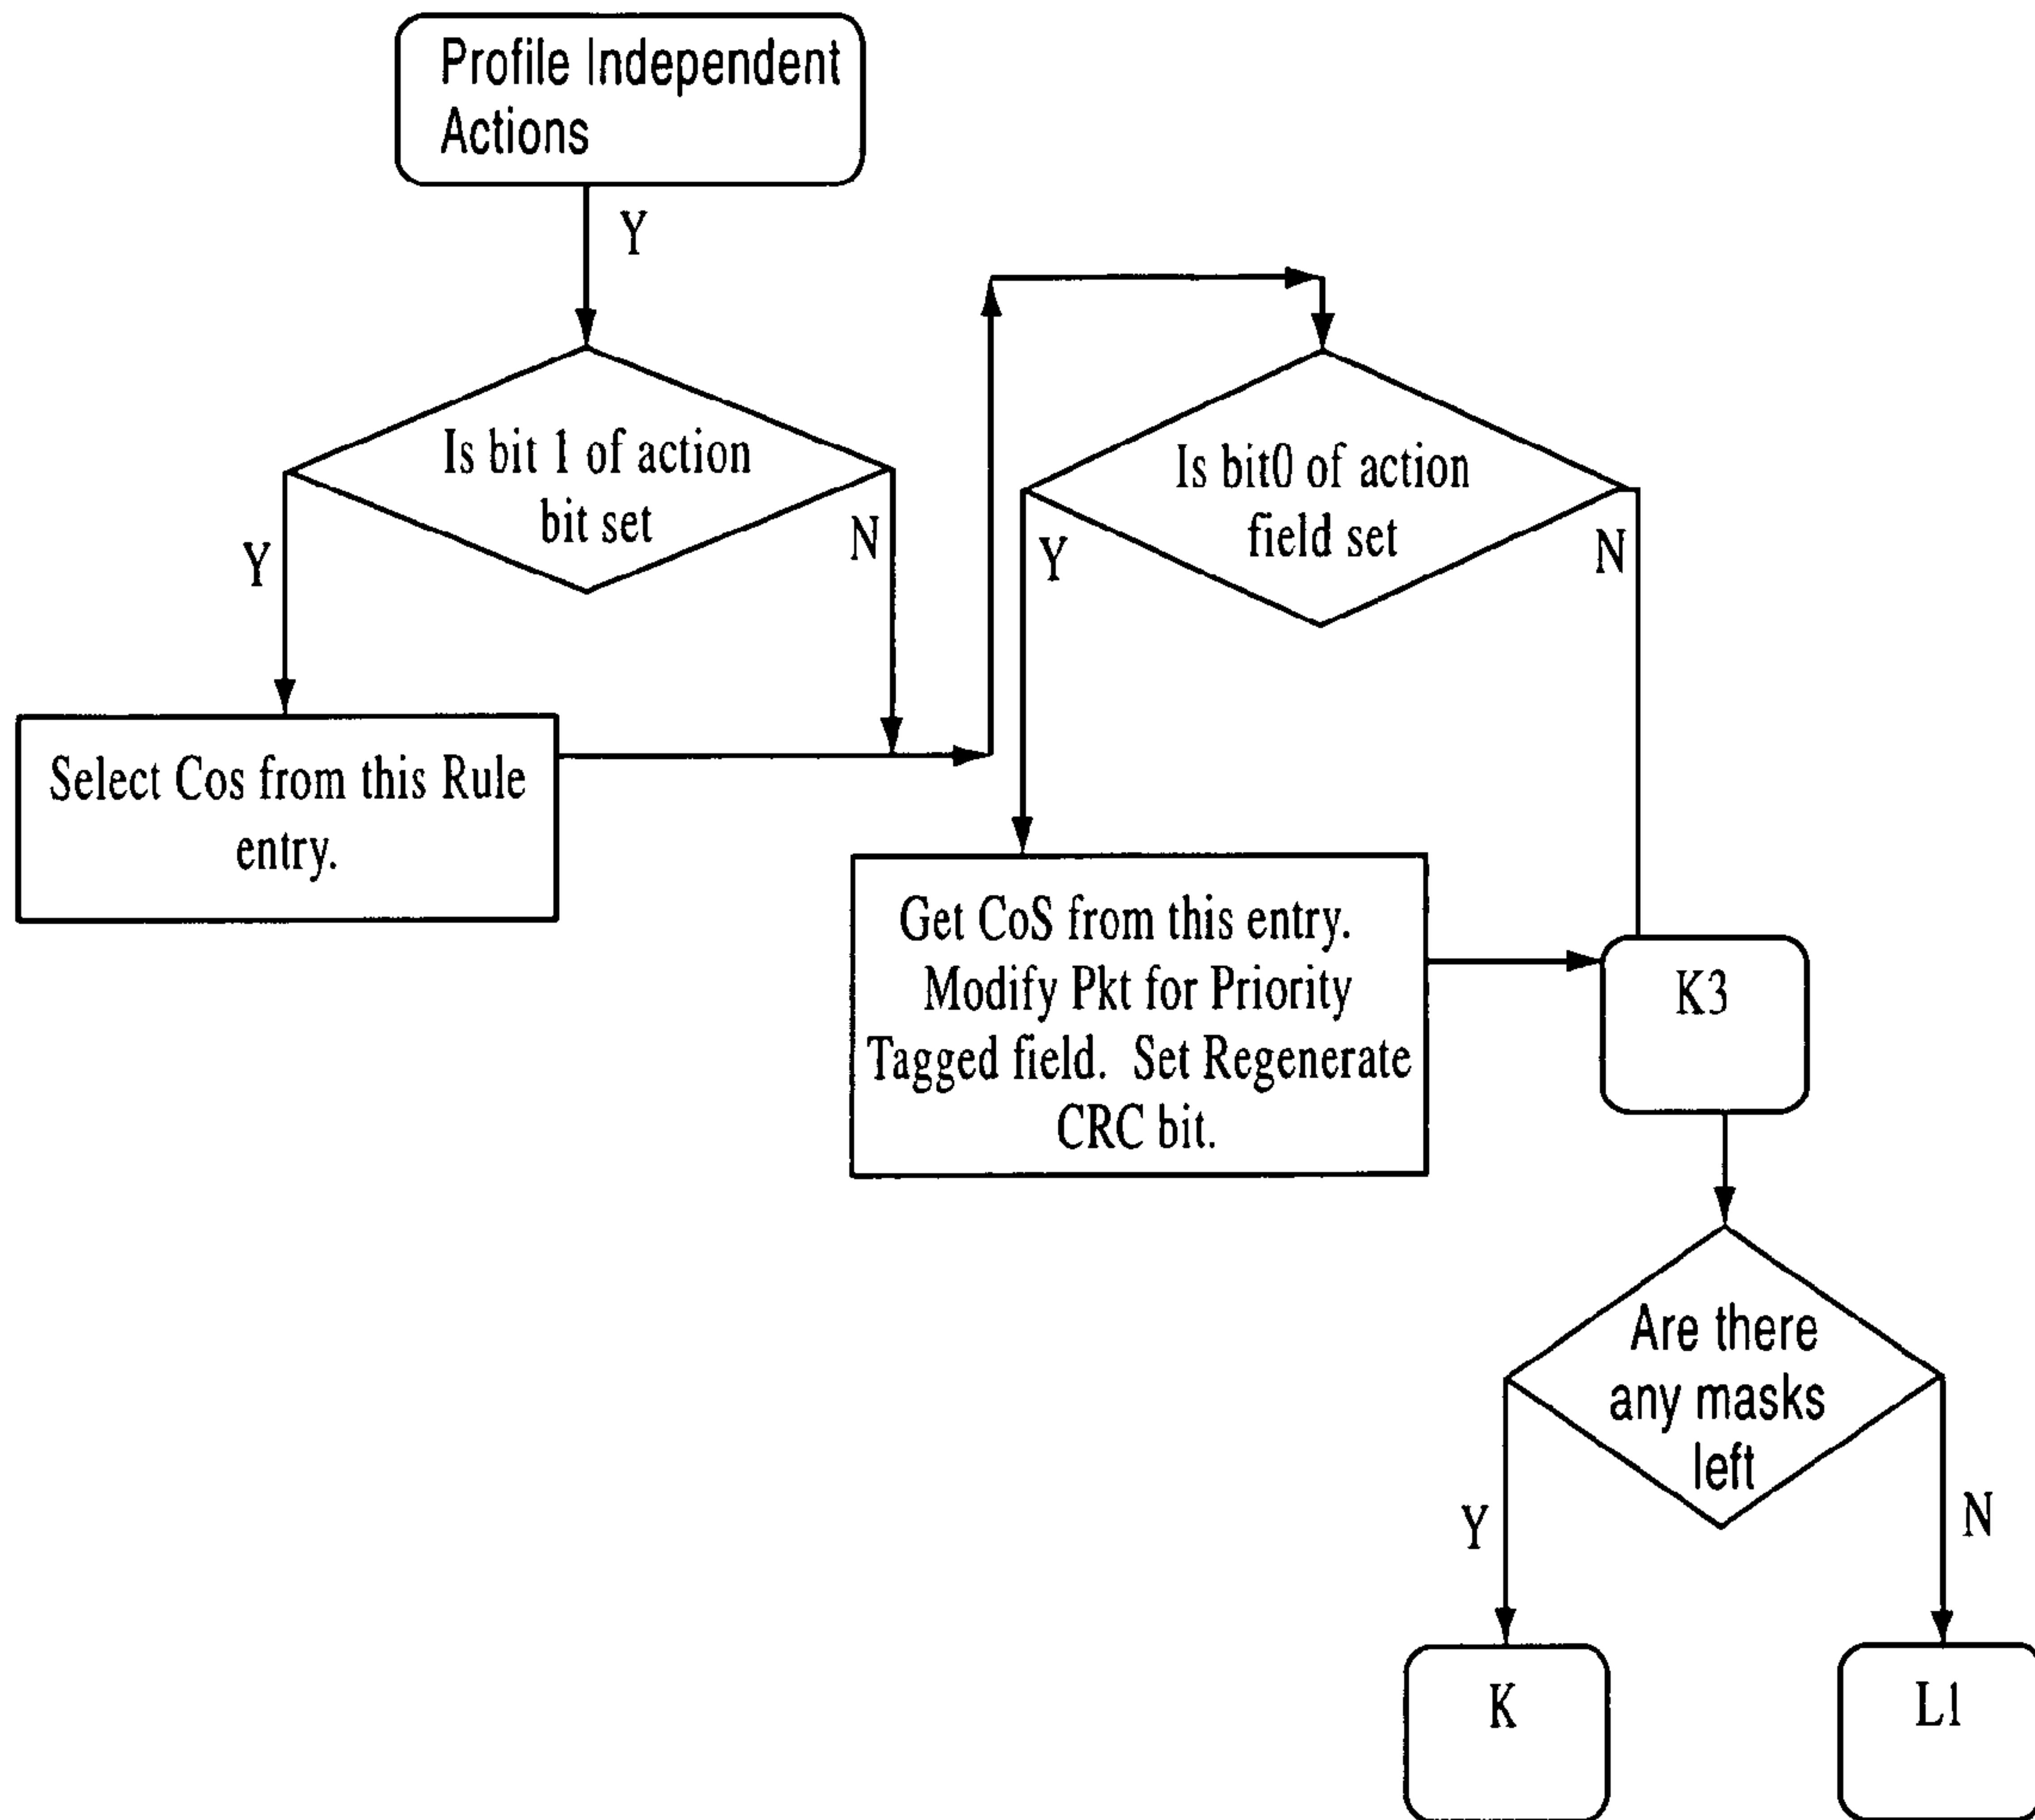 Profile Independent
Actions
Y
Is bit 1 of action
bit set
Y
N
Select Cos from this Rule
entry.
Is bit0 of action
field set
Y
N
Get CoS from this entry.
Modify Pkt for Priority
Tagged field. Set Regenerate
CRC bit.
K3
Are there
any masks
left
Y
N
K
L1